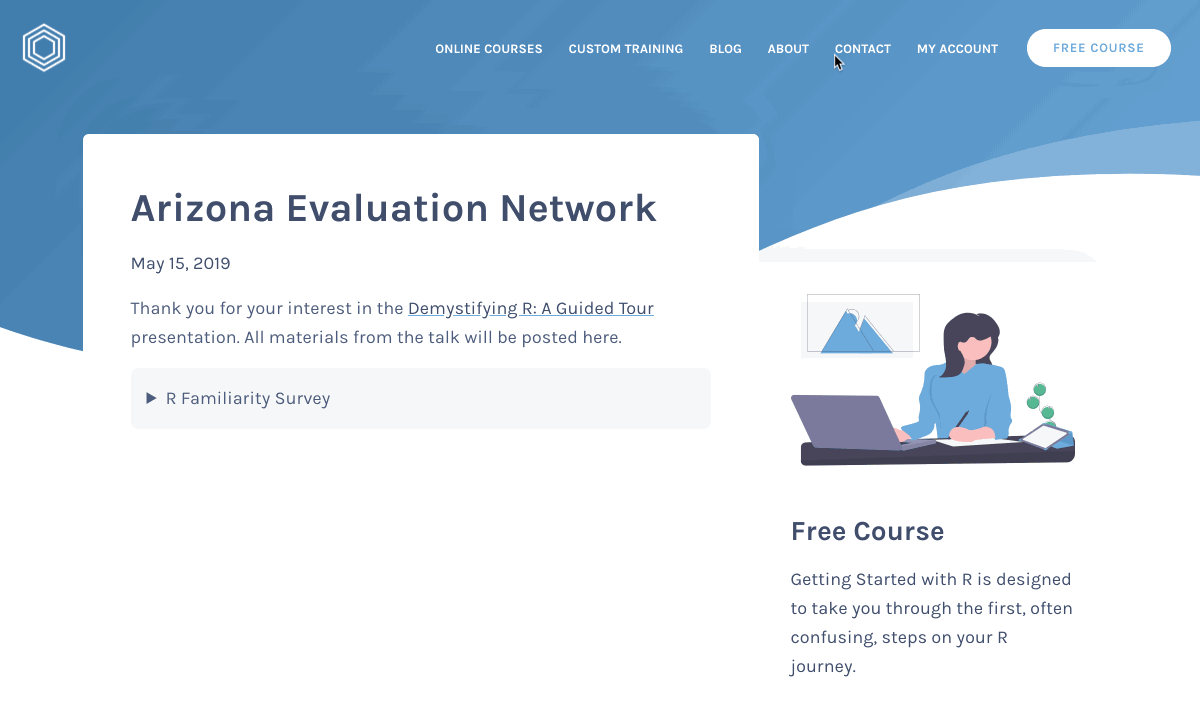 ONLINE COURSES CUSTOM TRAINING BLOG ABOUT CONTACT MY ACCOUNT FREE COURSE
Arizona Evaluation Network
May 15, 2019
Thank you for your interest in the Demystifying R: A Guided Tour
presentation. All materials from the talk will be posted here.
R Familiarity Survey
Free Course
Getting Started with R is designed
to take you through the first, often
confusing, steps on your R
journey.